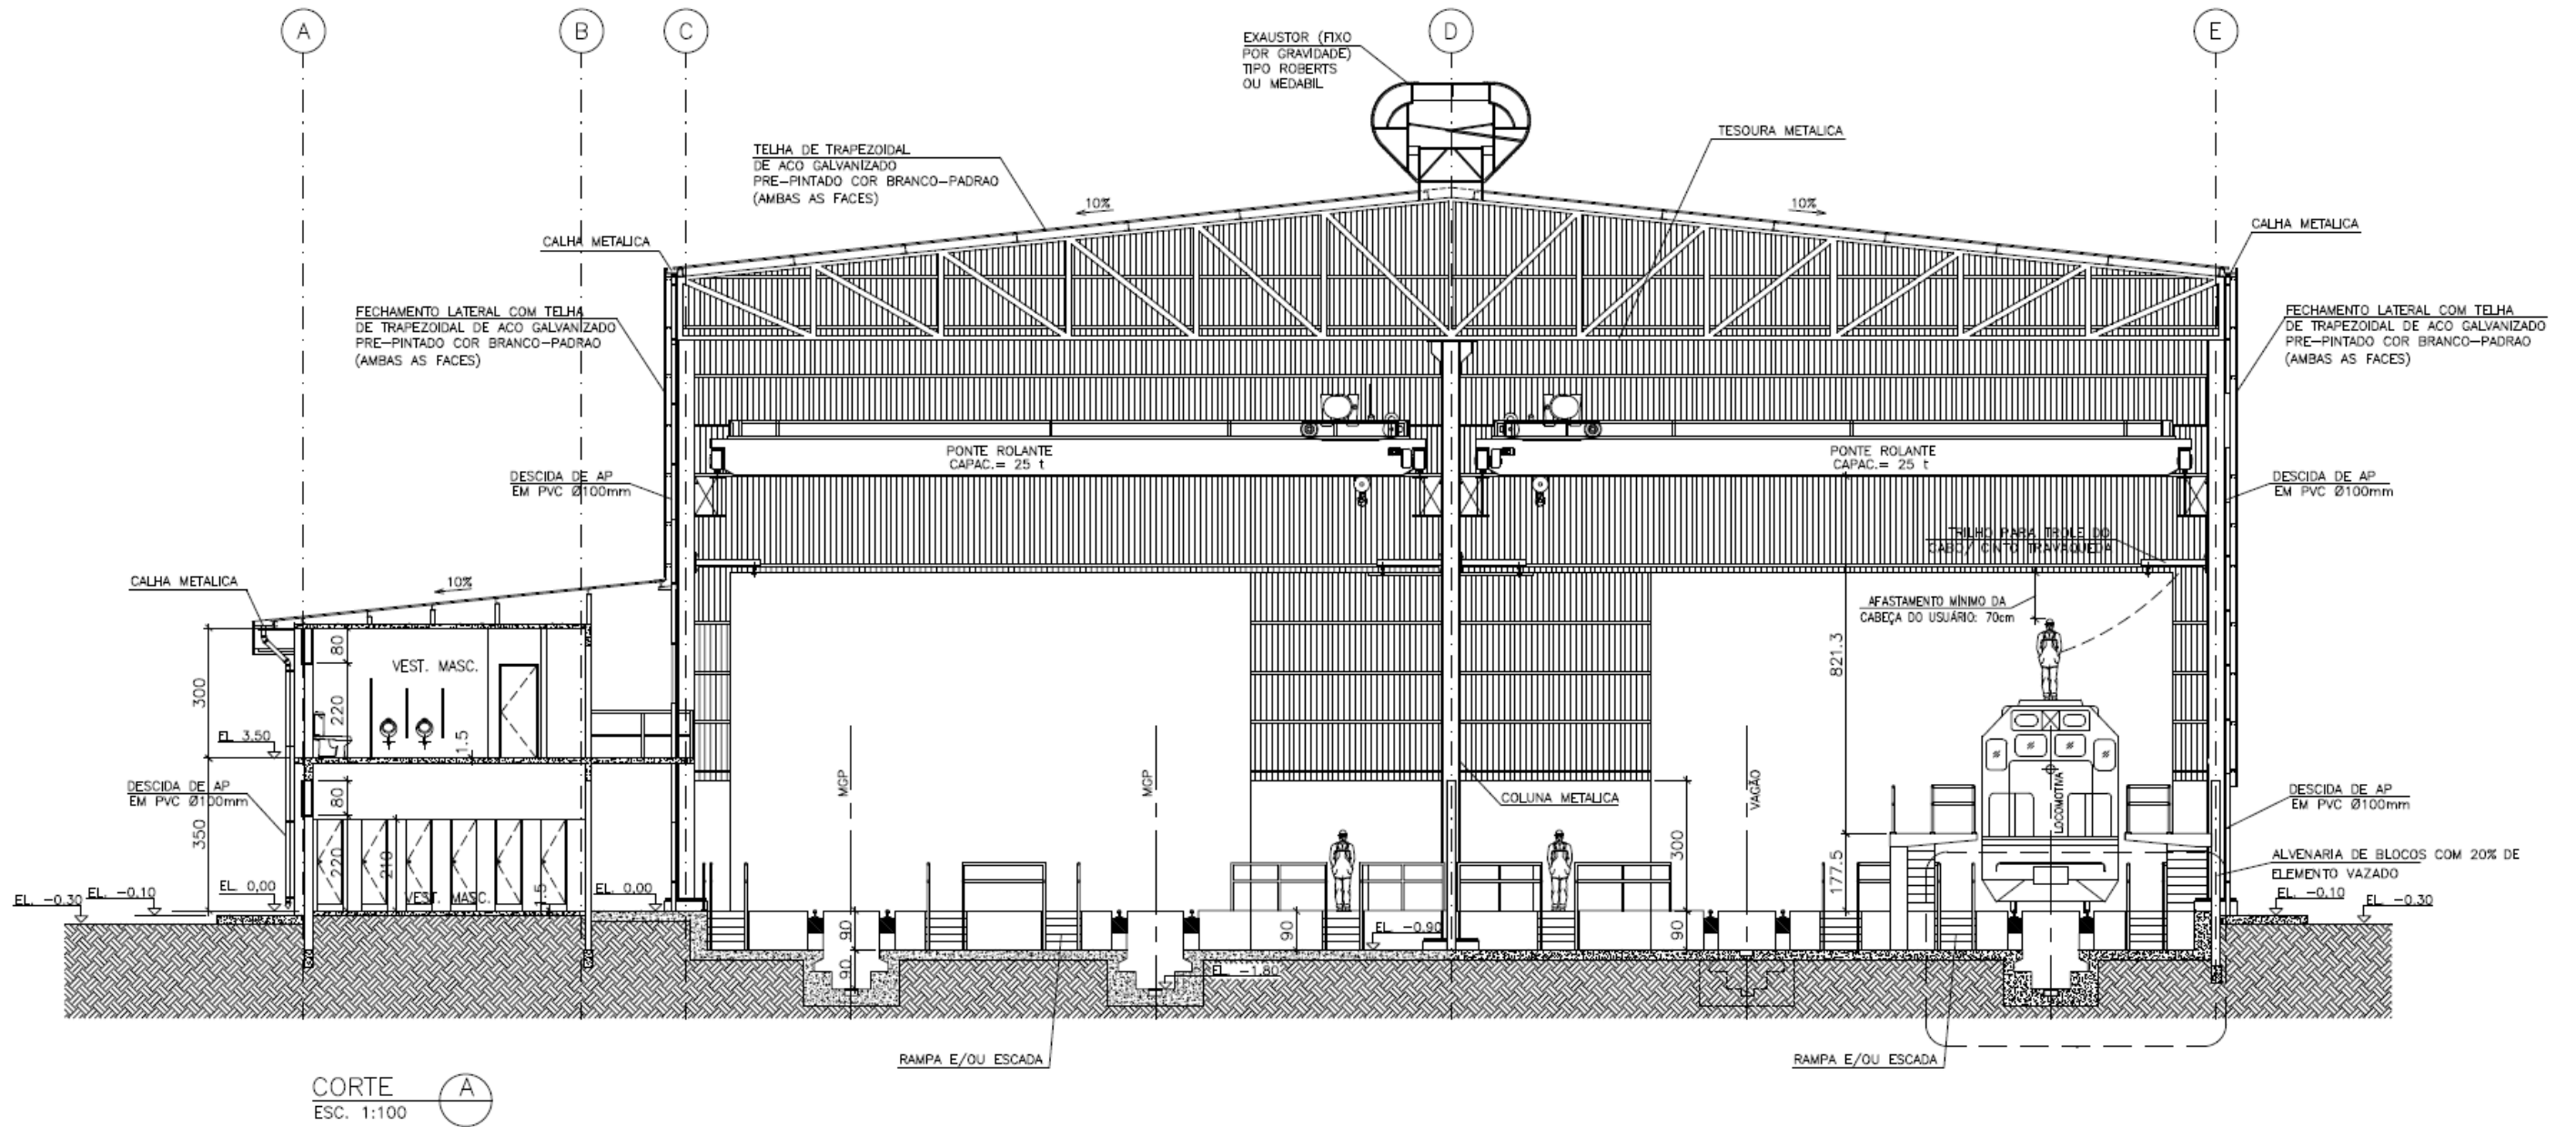 A
B
C
D
E
EXAUSTOR (FIXO
POR GRAVIDADE)
TIPO ROBERTS
OU MEDABIL
TESOURA METALICA
TELHA DE TRAPEZOIDAL
DE ACO GALVANIZADO
PRE-PINTADO COR BRANCO-PADRAO
(AMBAS AS FACES)
10%
10%
CALHA METALICA
CALHA METALICA
FECHAMENTO LATERAL COM TELHA
DE TRAPEZOIDAL DE ACO GALVANIZADO
PRE-PINTADO COR BRANCO-PADRAO
(AMBAS AS FACES)
FECHAMENTO LATERAL COM TELHA
DE TRAPEZOIDAL DE ACO GALVANIZADO
PRE-PINTADO COR BRANCO-PADRAO
(AMBAS AS FACES)
PONTE ROLANTE
CAPAC.= 25 t
PONTE ROLANTE
CAPAC.= 25 t
DESCIDA DE AP
EM PVC Ø100mm
DESCIDA DE AP
EM PVC Ø100mm
TRILHO PARA TROLE DO
CABO/ CINTO TRAVAQUEDA
CALHA METALICA
10%
AFASTAMENTO MÍNIMO DA
CABEÇA DO USUÁRIO: 70cm
821.3
300
80
VEST. MASC.
220
1.5
EL 3,50
MGP
MGP
VAGÃO
LOCOMOTIVA
COLUNA METALICA
DESCIDA DE AP
EM PVC Ø100mm
DESCIDA DE AP
EM PVC Ø100mm
350
80
220
210
VEST. MASC.
1.5
300
177.5
ALVENARIA DE BLOCOS COM 20% DE
ELEMENTO VAZADO
EL. -0.30
EL. -0.10
EL. 0,00
EL. 0,00
EL. -0.10
EL. -0.30
90
90
90
EL. -0.90
90
EL. -1.80
RAMPA E/OU ESCADA
RAMPA E/OU ESCADA
CORTE
A
ESC. 1:100